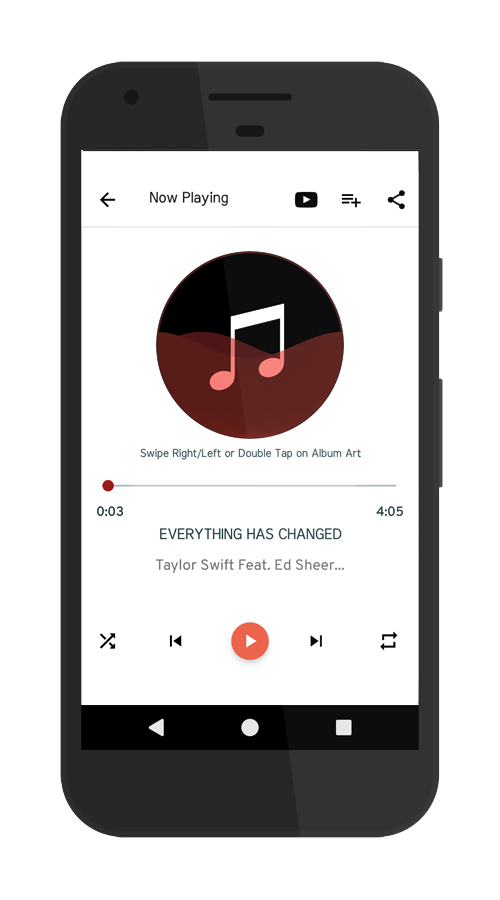 Now Playing
Swipe Right/Left or Double Tap on Album Art
0:03
4:05
EVERYTHING HAS CHANGED
Taylor Swift Feat. Ed Sheer...